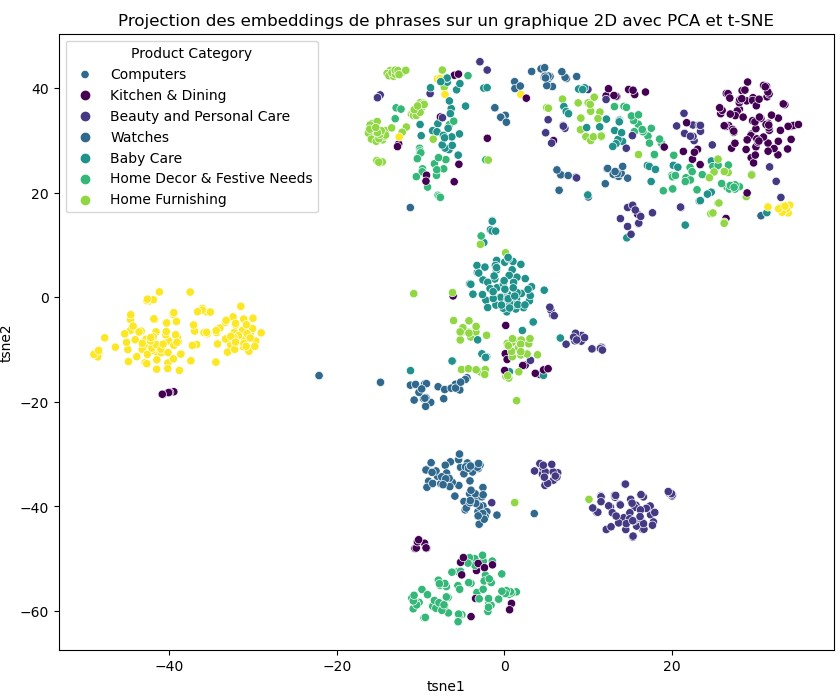 Projection des embeddings de phrases sur un graphique 2D avec PCA et t-SNE
Product Category
Computers
Kitchen & Dining
Beauty and Personal Care
Watches
Baby Care
Home Decor & Festive Needs
Home Furnishing
40
20
0
−20
−40
−60
tsne2
−40
−20
0
20
tsne1